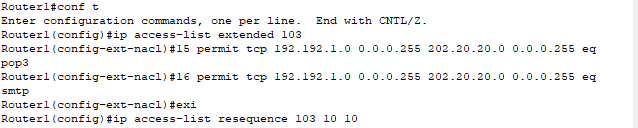 Router1#conf t
Enter configuration commands, one per line.  End with CNTL/Z.
Router1(config)#ip access-list extended 103
Router1(config-ext-nacl)#15 permit tcp 192.192.1.0 0.0.0.255 202.20.20.0 0.0.0.255 eq
pop3
Router1(config-ext-nacl)#16 permit tcp 192.192.1.0 0.0.0.255 202.20.20.0 0.0.0.255 eq
smtp
Router1(config-ext-nacl)#exi
Router1(config)#ip access-list resequence 103 10 10